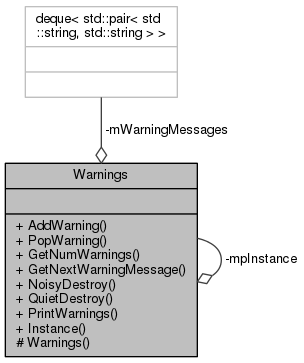 deque< std::pair< std
::string, std::string > >
-mWarningMessages
Warnings
+ AddWarning()
+ PopWarning()
+ GetNumWarnings()
+ GetNextWarningMessage()
+ NoisyDestroy()
+ QuietDestroy()
+ PrintWarnings()
+ Instance()
# Warnings()
-mpInstance